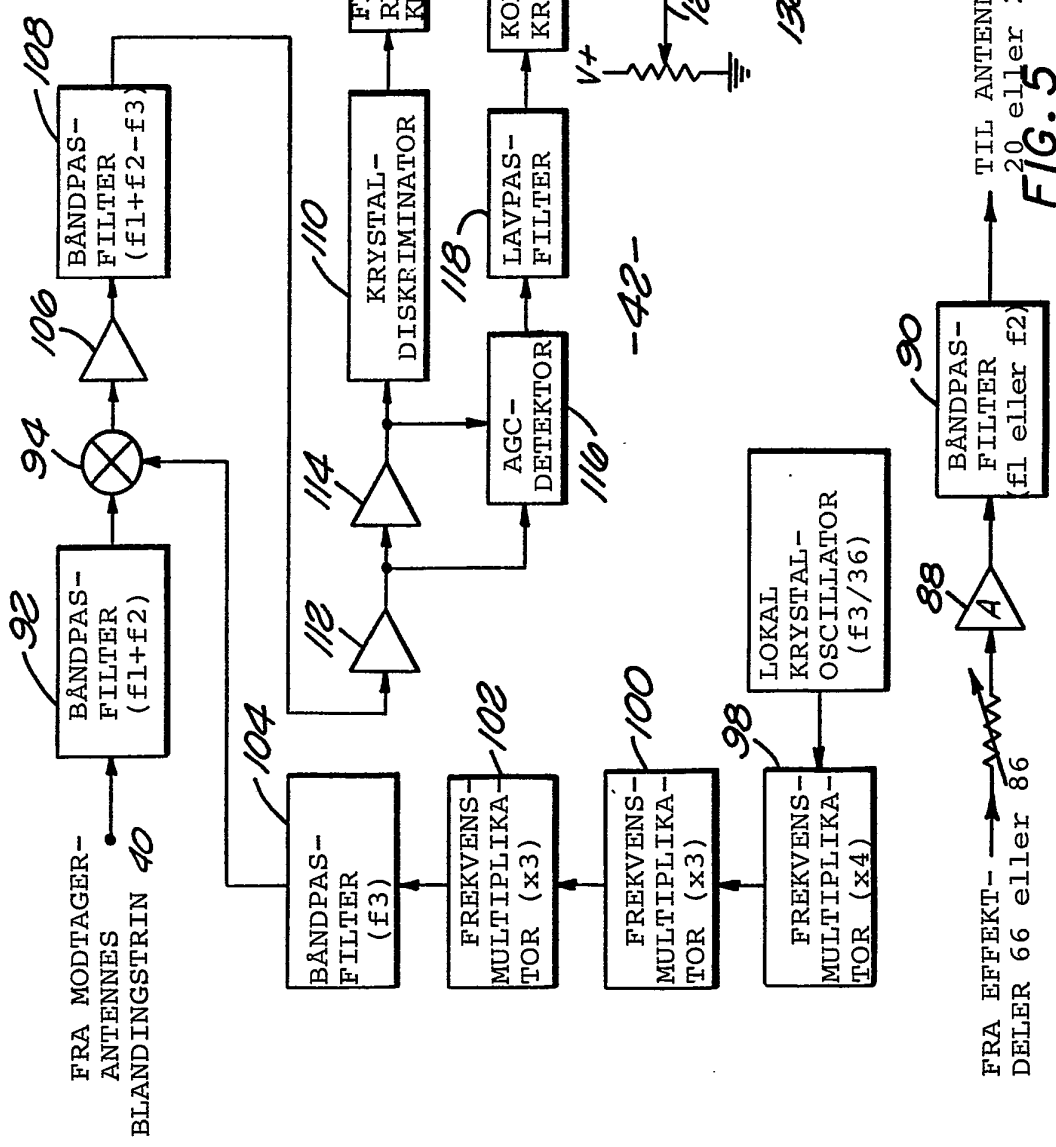 FRA MODTAGER-
ANTENNES
BLANDINGSTRIN 40
92
BÅNDPAS-
FILTER
(f1+f2)
94
106
108
BÅNDPAS-
FILTER
(f1+f2-f3)
104
BÅNDPAS-
FILTER
(f3)
112
114
110
KRYSTAL-
DISKRIMINATOR
102
FREKVENS-
MULTIPLIKA-
TOR (x3)
AGC-
DETEKTOR
116
118
LAVPAS-
FILTER
V+
100
FREKVENS-
MULTIPLIKA-
TOR (x3)
-42-
98
FREKVENS-
MULTIPLIKA-
TOR (x4)
LOKAL
KRYSTAL-
OSCILLATOR
(f3/36)
FRA EFFEKT-
DELER 66 eller 86
88
A
90
BÅNDPAS-
FILTER
(f1 eller f2)
TIL
20 eller
FIG. 5